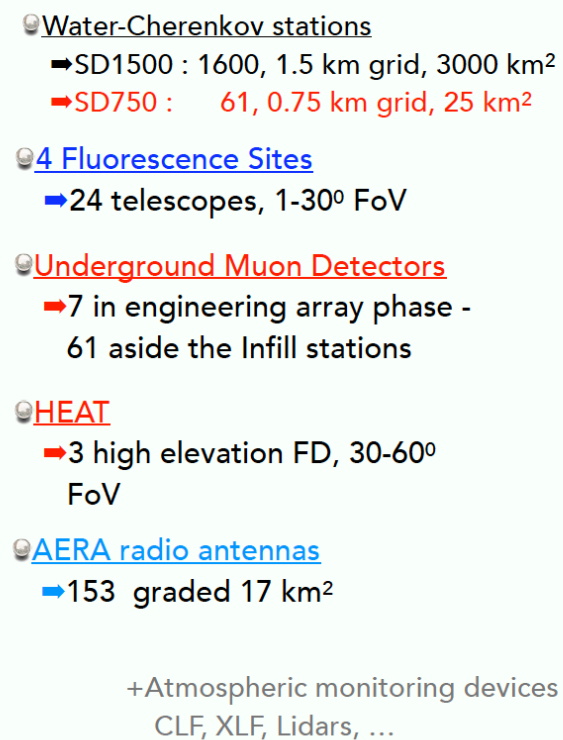 Water-Cherenkov stations
➡SD1500 : 1600, 1.5 km grid, 3000 km²
➡SD750 : 61, 0.75 km grid, 25 km²
4 Fluorescence Sites
➡24 telescopes, 1-30⁰ FoV
Underground Muon Detectors
➡7 in engineering array phase -
61 aside the Infill stations
HEAT
➡3 high elevation FD, 30-60⁰
FoV
AERA radio antennas
➡153 graded 17 km²
+Atmospheric monitoring devices
CLF, XLF, Lidars, ...